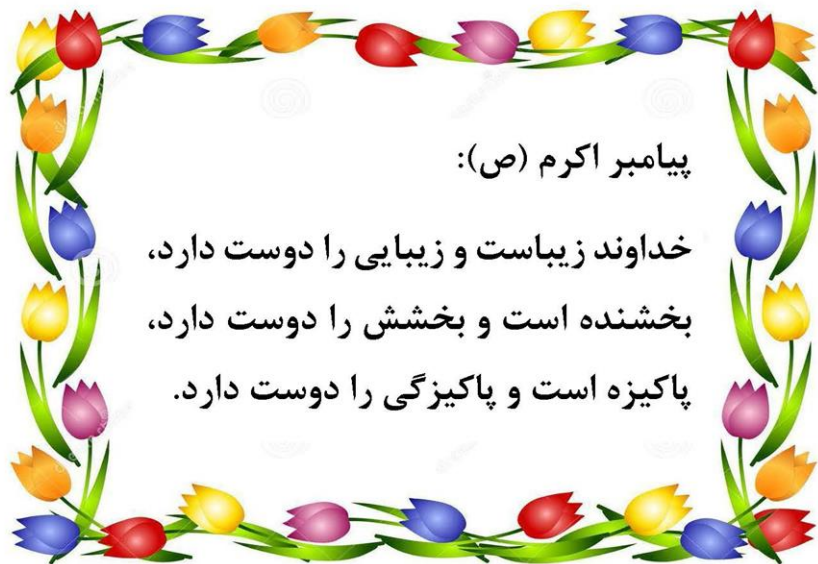 پیامبر اکرم (ص):
خداوند زیباست و زیبایی را دوست دارد،
بخشنده است و بخشش را دوست دارد،
پاکیزه است و پاکیزگی را دوست دارد.